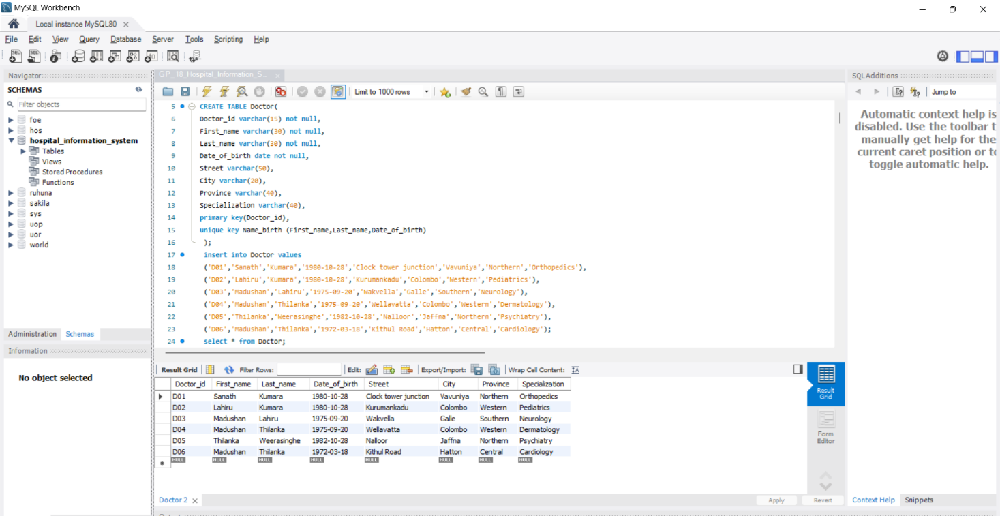 MySQL Workbench
Local instance MySQL80
File Edit View Query Database Server Tools Scripting Help
Navigator
SCHEMAS
Filter objects
foe
hos
hospital_information_system
Tables
Views
Stored Procedures
Functions
ruhuna
sakila
sys
uop
uor
world
Administration Schemas
Information
No object selected
GP_18_Hospital_Information_S...
Limit to 1000 rows
5 CREATE TABLE Doctor(
6 Doctor_id varchar(15) not null,
7 First_name varchar(30) not null,
8 Last_name varchar(30) not null,
9 Date_of_birth date not null,
10 Street varchar(50),
11 City varchar(20),
12 Province varchar(40),
13 Specialization varchar(40),
14 primary key(Doctor_id),
15 unique key Name_birth (First_name,Last_name,Date_of_birth)
16 );
17 insert into Doctor values
18 ('D01','Sanath','Kumara','1980-10-28','Clock tower junction','Vavuniya','Northern','Orthopedics'),
19 ('D02','Lahiru','Kumara','1980-10-28','Kurumankadu','Colombo','Western','Pediatrics'),
20 ('D03','Madushan','Lahiru','1975-09-20','Wakvella','Galle','Southern','Neurology'),
21 ('D04','Madushan','Thilanka','1975-09-20','Wellavatta','Colombo','Western','Dermatology'),
22 ('D05','Thilanka','Weerasinghe','1982-10-28','Nalloor','Jaffna','Northern','Psychiatry'),
23 ('D06','Madushan','Thilanka','1972-03-18','Kithul Road','Hatton','Central','Cardiology');
24 select * from Doctor;
Result Grid Filter Rows: Edit: Export/Import: Wrap Cell Content:
Doctor_id First_name Last_name Date_of_birth Street City Province Specialization
D01 Sanath Kumara 1980-10-28 Clock tower junction Vavuniya Northern Orthopedics
D02 Lahiru Kumara 1980-10-28 Kurumankadu Colombo Western Pediatrics
D03 Madushan Lahiru 1975-09-20 Wakvella Galle Southern Neurology
D04 Madushan Thilanka 1975-09-20 Wellavatta Colombo Western Dermatology
D05 Thilanka Weerasinghe 1982-10-28 Nalloor Jaffna Northern Psychiatry
D06 Madushan Thilanka 1972-03-18 Kithul Road Hatton Central Cardiology
NULL NULL NULL NULL NULL NULL NULL NULL
Result
Grid
Form
Editor
Doctor 2
Apply Revert
SQLAdditions
Jump to
Automatic context help is
disabled. Use the toolbar t
manually get help for the
current caret position or to
toggle automatic help.
Context Help Snippets